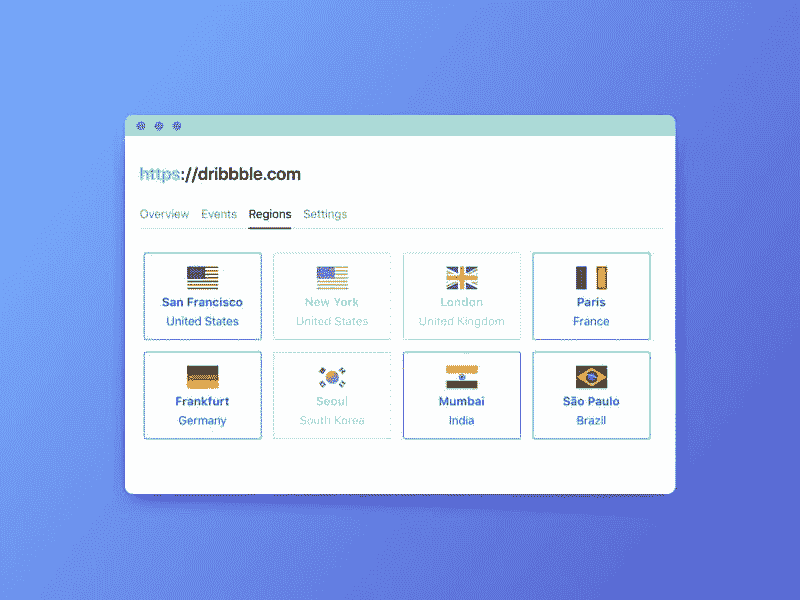 https://dribbble.com
Overview Events Regions Settings
San Francisco
United States
New York
United States
London
United Kingdom
Paris
France
Frankfurt
Germany
Seoul
South Korea
Mumbai
India
São Paulo
Brazil